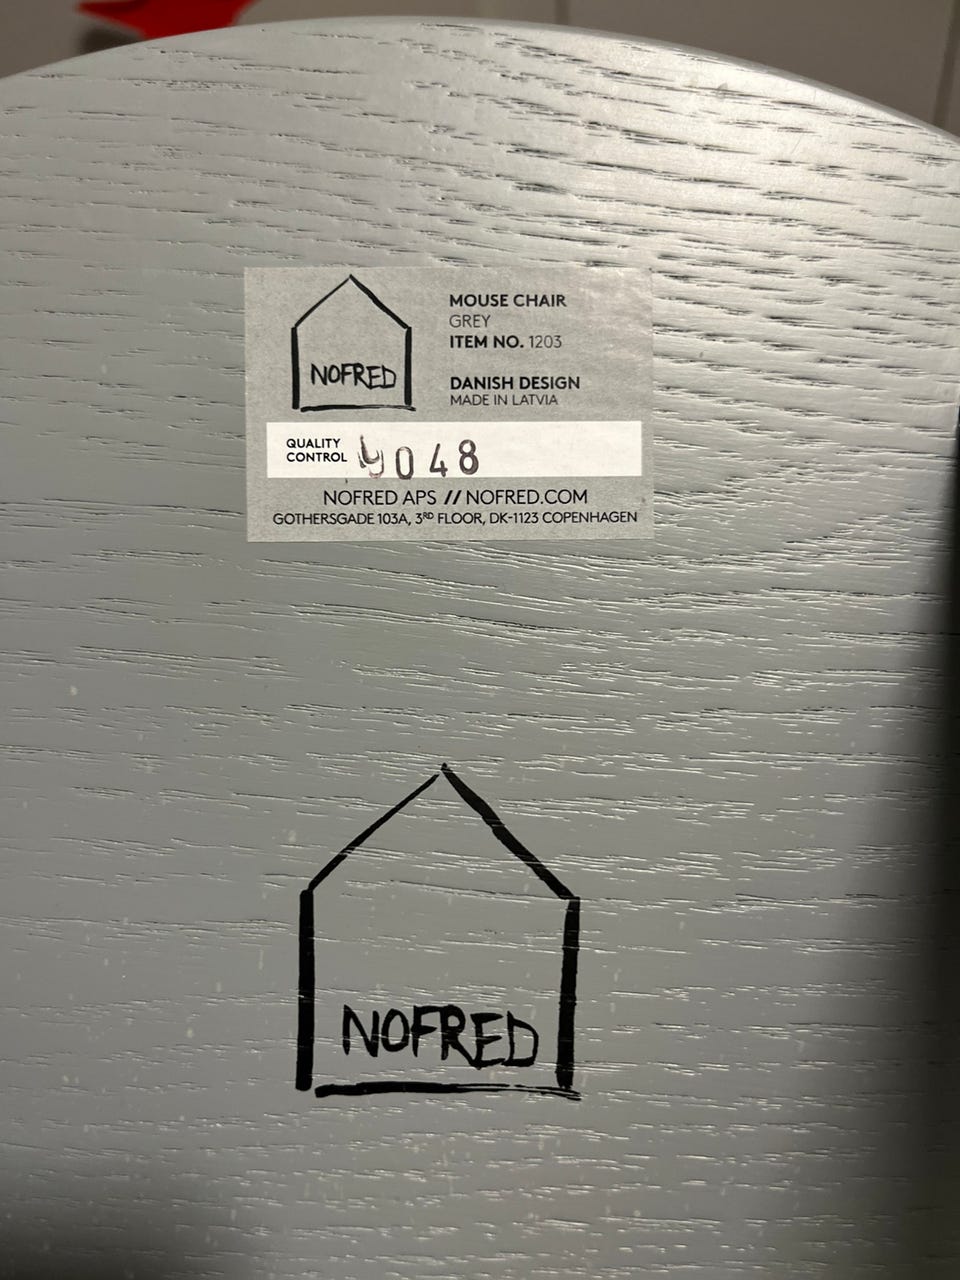 NOFRED
MOUSE CHAIR
GREY
ITEM NO. 1203
DANISH DESIGN
MADE IN LATVIA
QUALITY
CONTROL
048
NOFRED APS // NOFRED.COM
GOTHERSGADE 103A, 3RD FLOOR, DK-1123 COPENHAGEN
NOFRED